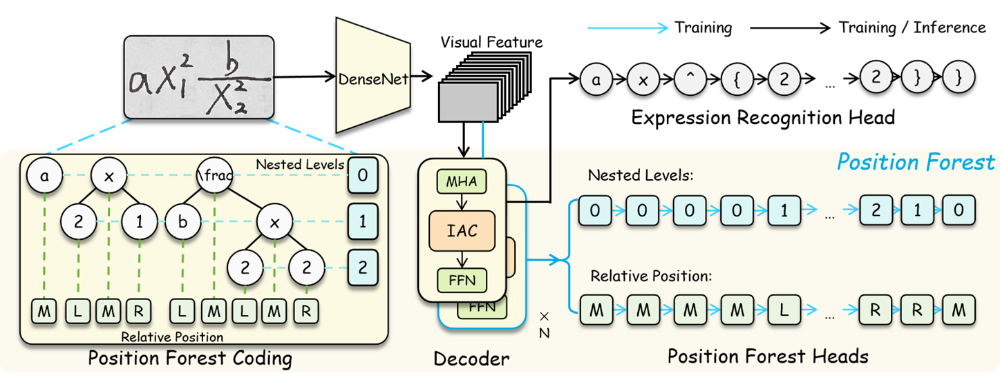 Training
Training / Inference
Visual Feature
a x₁² b/x₂²
DenseNet
a x ^ { 2 ... 2 } }
Expression Recognition Head
Position Forest
Nested Levels
a x \frac 0
2 1 b x 1
2 2 2
M L M R L M L M R
Relative Position
Position Forest Coding
MHA
IAC
FFN
FFN
×
N
Decoder
Nested Levels:
0 0 0 0 1 ... 2 1 0
Relative Position:
M M M M L ... R R M
Position Forest Heads